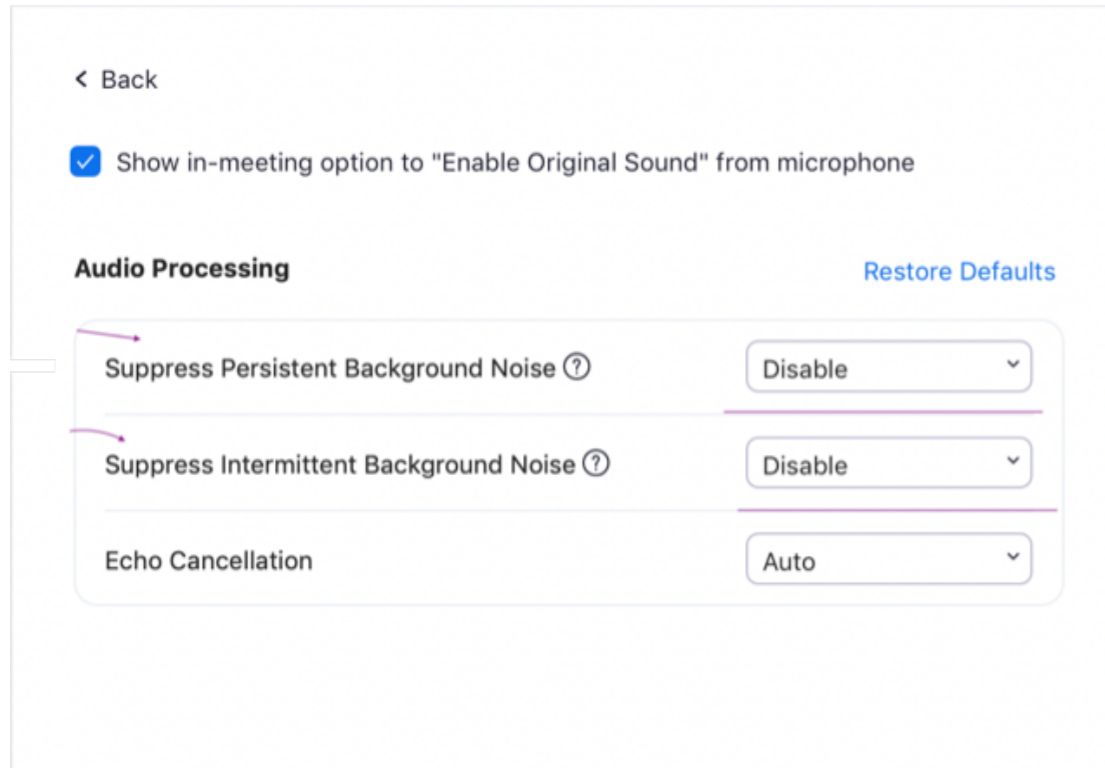 < Back
Show in-meeting option to "Enable Original Sound" from microphone
Audio Processing
Restore Defaults
Suppress Persistent Background Noise ?
Disable
Suppress Intermittent Background Noise ?
Disable
Echo Cancellation
Auto